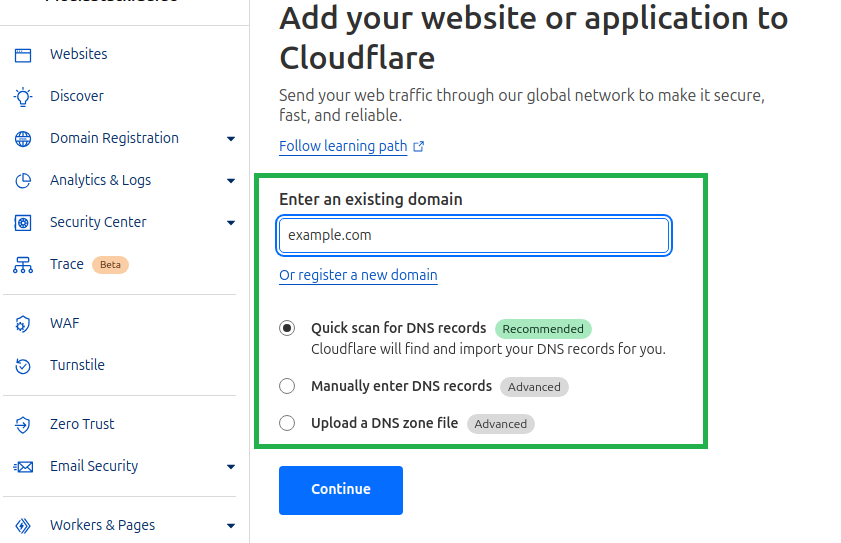 Websites
Discover
Domain Registration
Analytics & Logs
Security Center
Trace Beta
WAF
Turnstile
Zero Trust
Email Security
Workers & Pages
Add your website or application to
Cloudflare
Send your web traffic through our global network to make it secure,
fast, and reliable.
Follow learning path
Enter an existing domain
example.com
Or register a new domain
Quick scan for DNS records Recommended
Cloudflare will find and import your DNS records for you.
Manually enter DNS records Advanced
Upload a DNS zone file Advanced
Continue